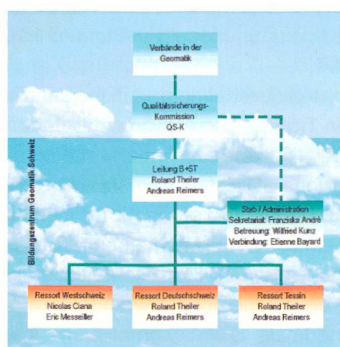 Verbände in der
Geomatik
Qualitätssicherungs-
Kommission
QS-K
Bildungszentrum Geomatik Schweiz
Leitung B+ST
Roland Theiler
Andreas Reimers
Stab / Administration
Sekretariat: Franziska André
Betreuung: Wilfried Kunz
Verbindung: Etienne Bayard
Ressort Westschweiz
Nicolas Ciana
Eric Messeiller
Ressort Deutschschweiz
Roland Theiler
Andreas Reimers
Ressort Tessin
Roland Theiler
Andreas Reimers